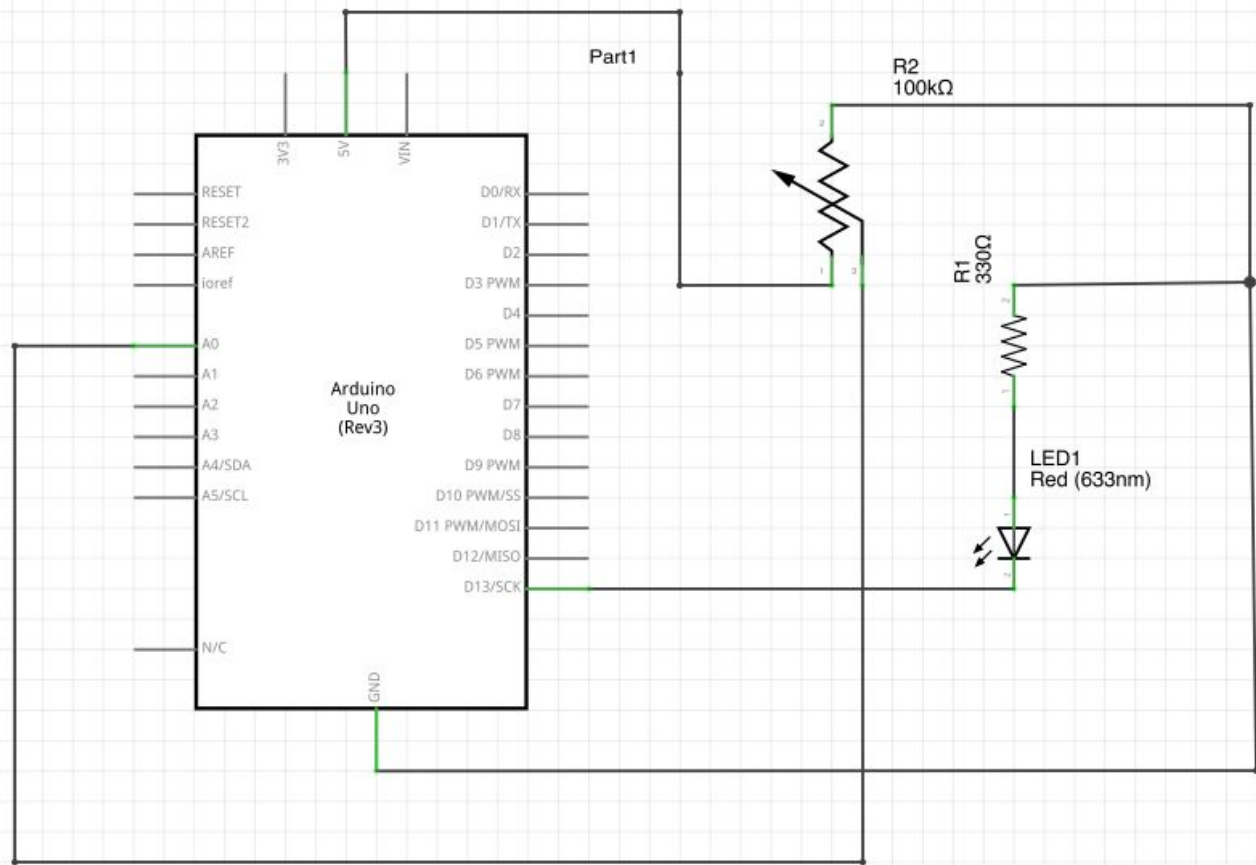 Part1
R2
100kΩ
3V3
5V
VIN
2
RESET
D0/RX
RESET2
D1/TX
AREF
D2
ioref
D3 PWM
1
3
R1
330Ω
2
D4
A0
D5 PWM
A1
D6 PWM
Arduino
Uno
(Rev3)
1
A2
D7
A3
D8
A4/SDA
D9 PWM
LED1
Red (633nm)
A5/SCL
D10 PWM/SS
1
D11 PWM/MOSI
D12/MISO
2
D13/SCK
N/C
GND